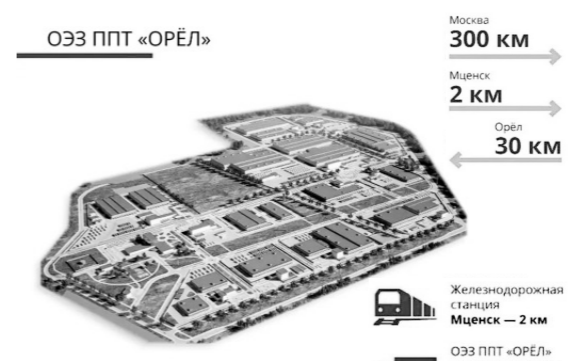 ОЭЗ ППТ «ОРЁЛ»
Москва
300 км
Мценск
2 км
Орёл
30 км
Железнодорожная
станция
Мценск — 2 км
ОЭЗ ППТ «ОРЁЛ»